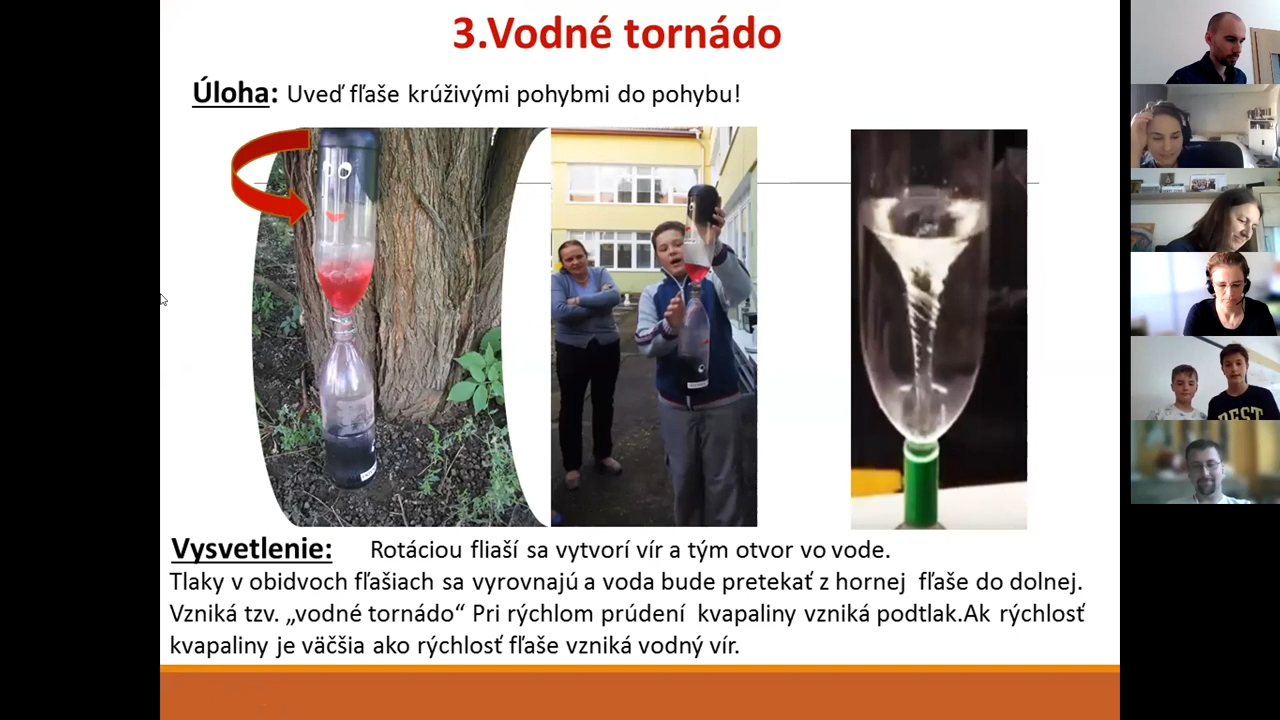 3.Vodné tornádo
Úloha: Uveď fľaše krúživými pohybmi do pohybu!
Vysvetlenie: Rotáciou fliaší sa vytvorí vír a tým otvor vo vode.
Tlaky v obidvoch fľašiach sa vyrovnajú a voda bude pretekať z hornej fľaše do dolnej.
Vzniká tzv. „vodné tornádo“ Pri rýchlom prúdení kvapaliny vzniká podtlak.Ak rýchlosť
kvapaliny je väčšia ako rýchlosť fľaše vzniká vodný vír.
BEST